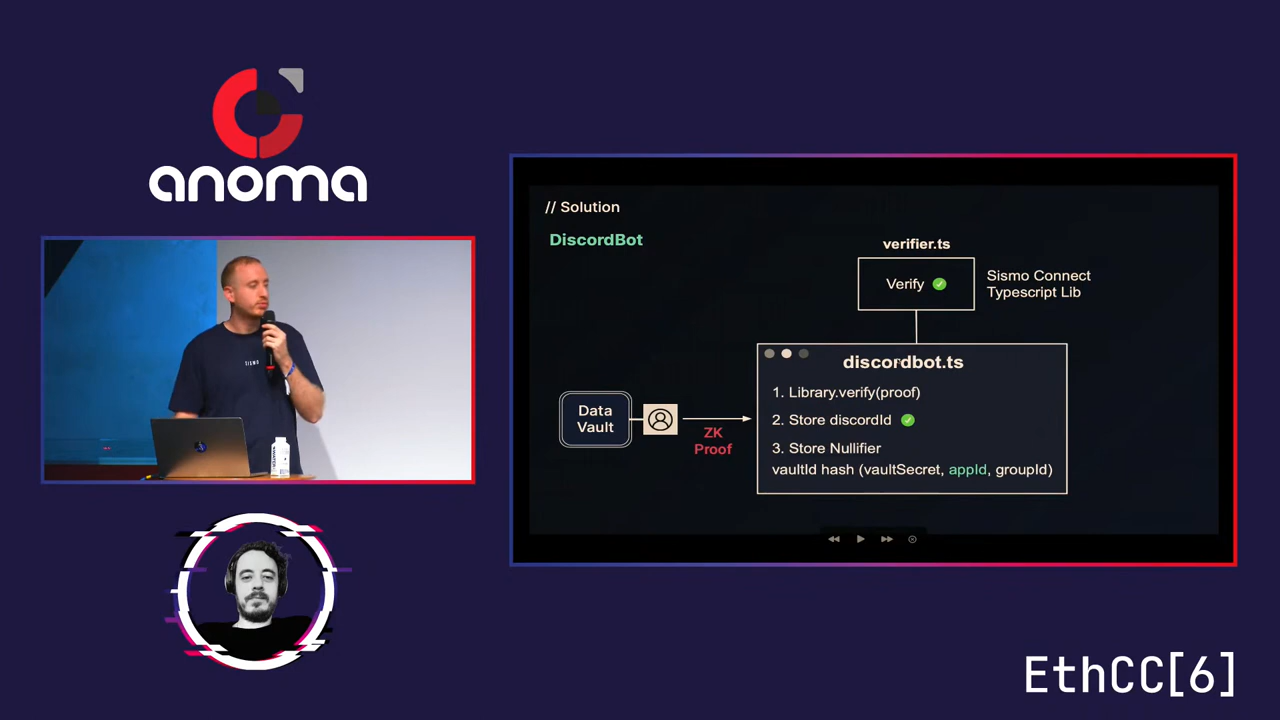 anoma
// Solution
DiscordBot
verifier.ts
Verify
Sismo Connect
Typescript Lib
discordbot.ts
1. Library.verify(proof)
2. Store discordId
3. Store Nullifier
vaultId hash (vaultSecret, appId, groupId)
Data
Vault
ZK
Proof
EthCC[6]